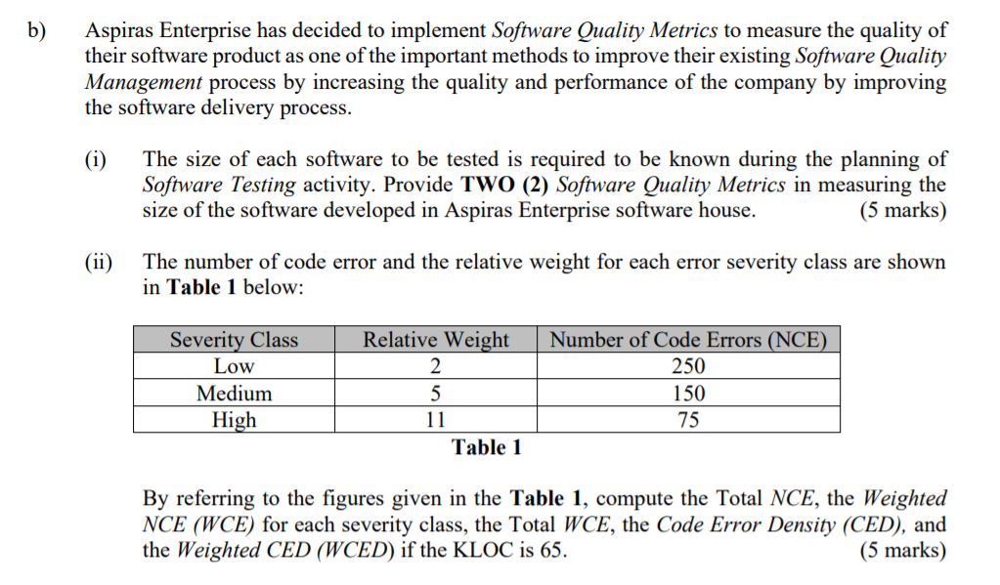 b) Aspiras Enterprise has decided to implement Software Quality Metrics to measure the quality of
their software product as one of the important methods to improve their existing Software Quality
Management process by increasing the quality and performance of the company by improving
the software delivery process.
(i) The size of each software to be tested is required to be known during the planning of
Software Testing activity. Provide TWO (2) Software Quality Metrics in measuring the
size of the software developed in Aspiras Enterprise software house. (5 marks)
(ii) The number of code error and the relative weight for each error severity class are shown
in Table 1 below:
Severity Class Relative Weight Number of Code Errors (NCE)
Low 2 250
Medium 5 150
High 11 75
Table 1
By referring to the figures given in the Table 1, compute the Total NCE, the Weighted
NCE (WCE) for each severity class, the Total WCE, the Code Error Density (CED), and
the Weighted CED (WCED) if the KLOC is 65. (5 marks)